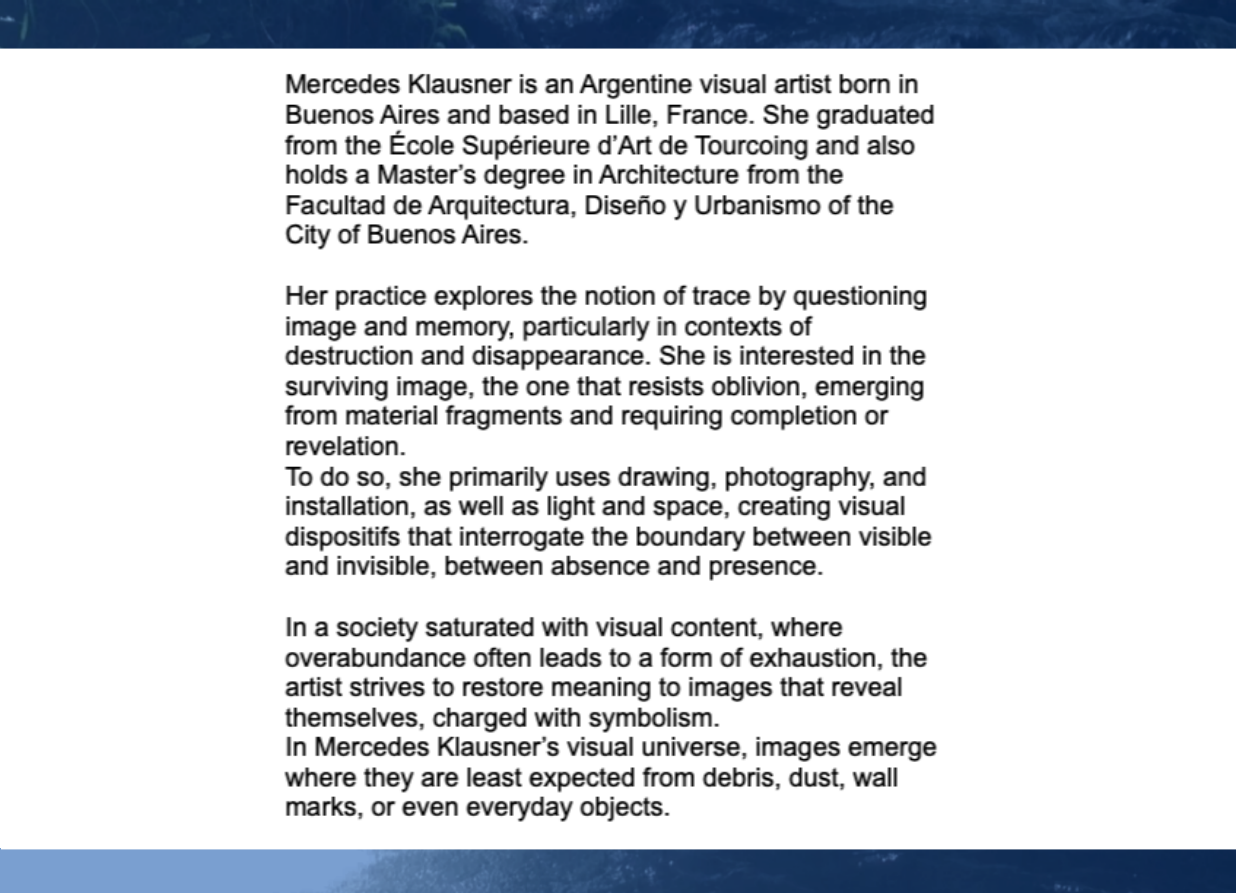 Mercedes Klausner is an Argentine visual artist born in
Buenos Aires and based in Lille, France. She graduated
from the École Supérieure d’Art de Tourcoing and also
holds a Master’s degree in Architecture from the
Facultad de Arquitectura, Diseño y Urbanismo of the
City of Buenos Aires.
Her practice explores the notion of trace by questioning
image and memory, particularly in contexts of
destruction and disappearance. She is interested in the
surviving image, the one that resists oblivion, emerging
from material fragments and requiring completion or
revelation.
To do so, she primarily uses drawing, photography, and
installation, as well as light and space, creating visual
dispositifs that interrogate the boundary between visible
and invisible, between absence and presence.
In a society saturated with visual content, where
overabundance often leads to a form of exhaustion, the
artist strives to restore meaning to images that reveal
themselves, charged with symbolism.
In Mercedes Klausner’s visual universe, images emerge
where they are least expected from debris, dust, wall
marks, or even everyday objects.